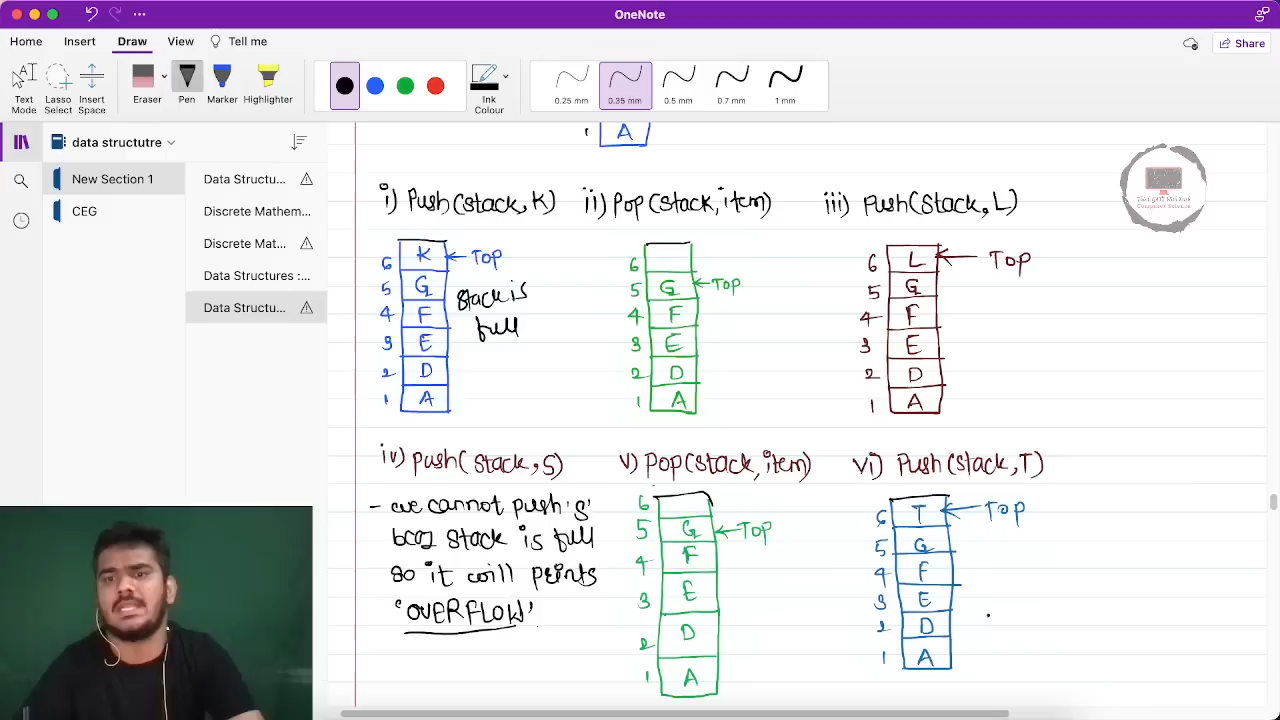 OneNote
Home Insert Draw View Tell me
Share
Text Mode
Lasso Select
Insert Space
Eraser
Pen
Marker
Highlighter
Ink Colour
0.25 mm
0.35 mm
0.5 mm
0.7 mm
1 mm
data structutre
New Section 1
CEG
Data Structu...
Discrete Mathem...
Discrete Mat...
Data Structures :...
Data Structu...
1 A
i) Push(stack, K)
6 K ← Top
5 G
4 F
3 E
2 D
1 A
stack is
full
ii) Pop(stack, item)
6
5 G ← Top
4 F
3 E
2 D
1 A
iii) Push(stack, L)
6 L ← Top
5 G
4 F
3 E
2 D
1 A
iv) push(stack, S)
- we cannot push 's'
bcoz stack is full
so it will prints
'OVERFLOW'
v) Pop(stack, item)
6
5 G ← Top
4 F
3 E
2 D
1 A
vi) Push(stack, T)
6 T ← Top
5 G
4 F
3 E
2 D
1 A
Computer Science